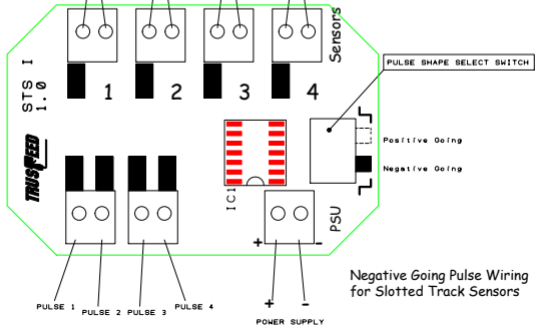 Sensors
PULSE SHAPE SELECT SWITCH
STS I
1.0
1
2
3
4
Positive Going
Negative Going
TRUSFEED
IC1
PSU
+
-
PULSE 1
PULSE 2
PULSE 3
PULSE 4
+
-
POWER SUPPLY
Negative Going Pulse Wiring
for Slotted Track Sensors